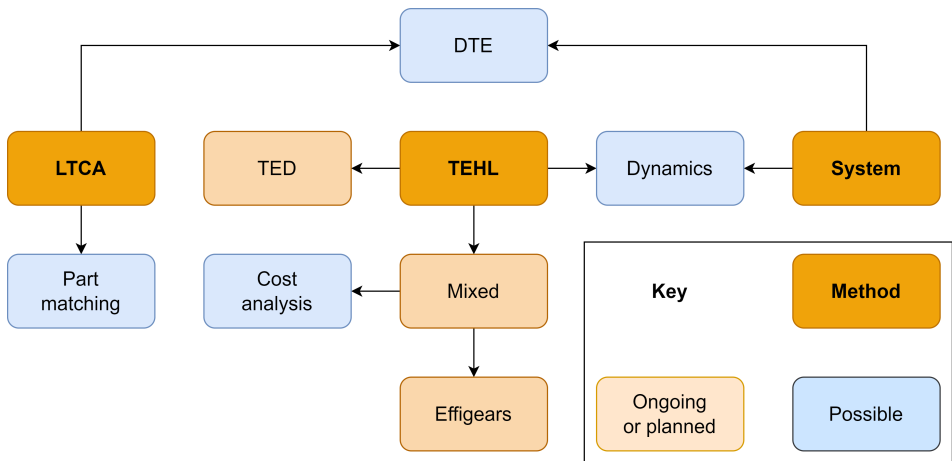 DTE
LTCA
TED
TEHL
Dynamics
System
Part
matching
Cost
analysis
Mixed
Key
Method
Effigears
Ongoing
or planned
Possible